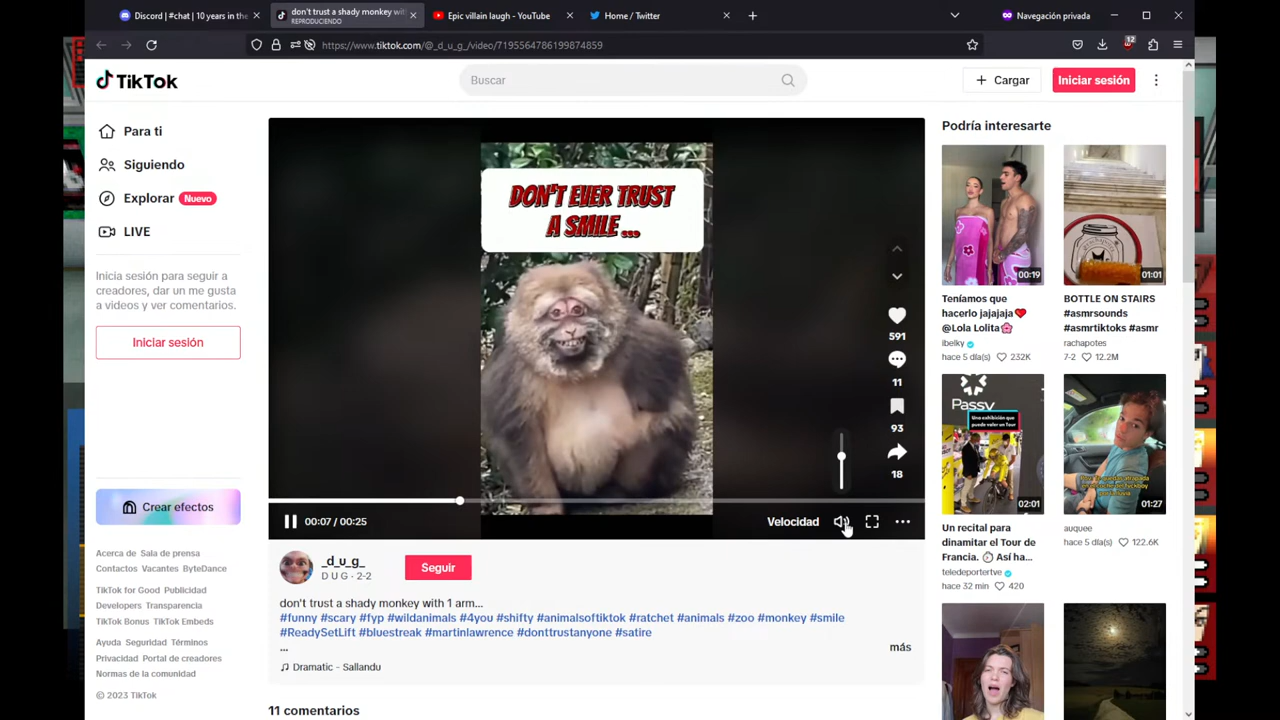 Discord | #chat | 10 years in the
don't trust a shady monkey wit
REPRODUCIENDO
Epic villain laugh - YouTube
Home / Twitter
Navegación privada
https://www.tiktok.com/@_d_u_g_/video/7195564786199874859
12
TikTok
Buscar
Cargar
Iniciar sesión
Para ti
Siguiendo
Explorar
Nuevo
LIVE
Inicia sesión para seguir a
creadores, dar un me gusta
a videos y ver comentarios.
Iniciar sesión
Crear efectos
Acerca de Sala de prensa
Contactos Vacantes ByteDance
TikTok for Good Publicidad
Developers Transparencia
TikTok Bonus TikTok Embeds
Ayuda Seguridad Términos
Privacidad Portal de creadores
Normas de la comunidad
© 2023 TikTok
DON'T EVER TRUST
A SMILE ...
591
11
93
18
00:07 / 00:25
Velocidad
_d_u_g_
D U G · 2-2
Seguir
don't trust a shady monkey with 1 arm...
#funny #scary #fyp #wildanimals #4you #shifty #animalsoftiktok #ratchet #animals #zoo #monkey #smile
#ReadySetLift #bluestreak #martinlawrence #donttrustanyone #satire
...
más
Dramatic - Sallandu
11 comentarios
Podría interesarte
00:19
Teníamos que
hacerlo jajajaja
@Lola Lolita
ibelky
hace 5 día(s) 232K
01:01
BOTTLE ON STAIRS
#asmrsounds
#asmrtiktoks #asmr
rachapotes
7-2 12.2M
Passy
Una exhibición que
puede valer un Tour
02:01
Un recital para
dinamitar el Tour de
Francia. Así ha...
teledeportertve
hace 32 min 420
01:27
auquee
hace 5 día(s) 122.6K